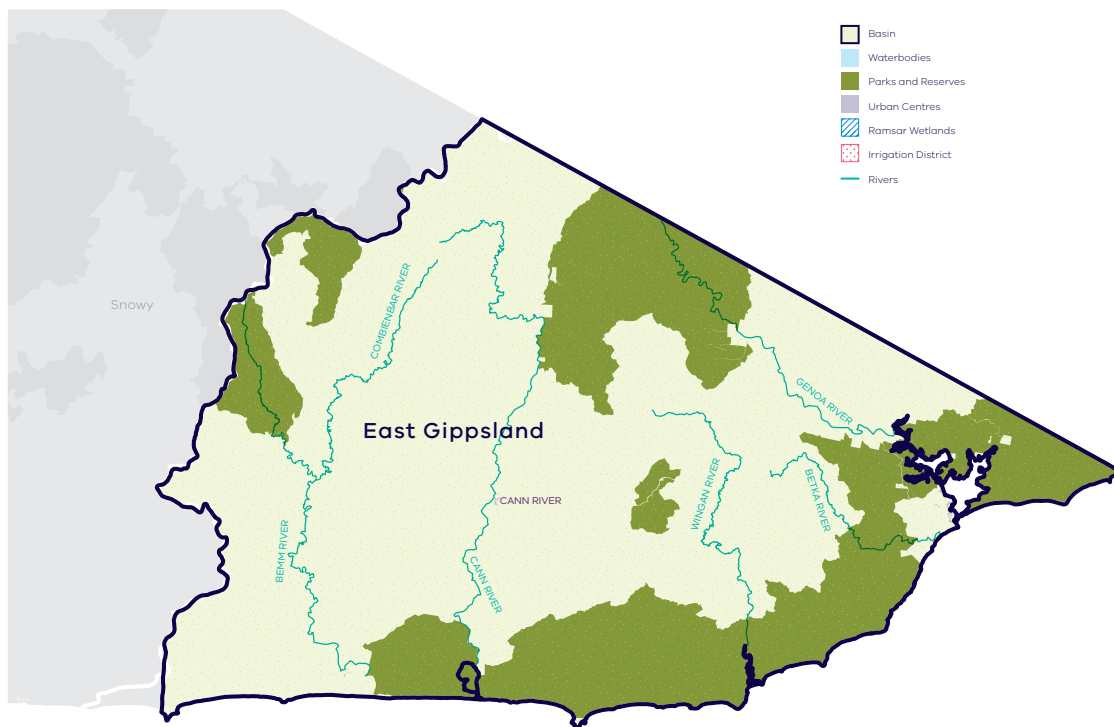 Basin
Waterbodies
Parks and Reserves
Urban Centres
Ramsar Wetlands
Irrigation District
Rivers
Snowy
COMBIENBAR RIVER
GENOA RIVER
East Gippsland
WINGAN RIVER
BETKA RIVER
CANN RIVER
BEMM RIVER
CANN RIVER